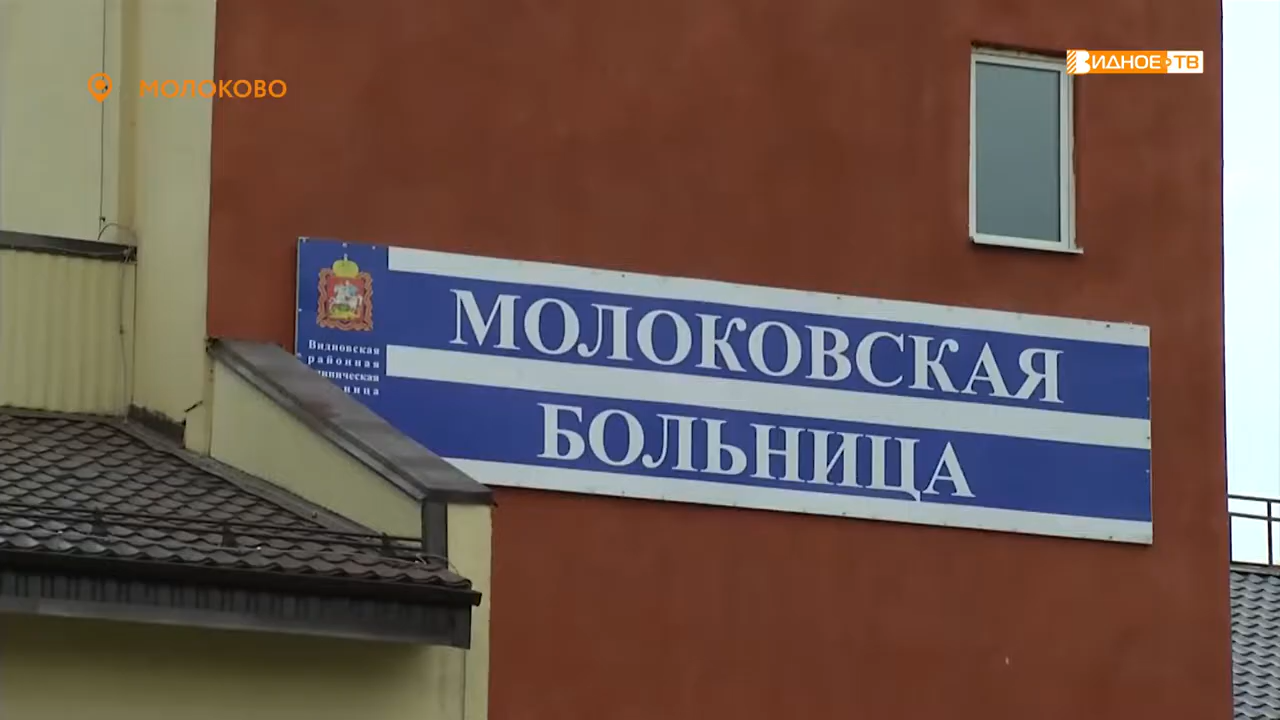 МОЛОКОВО
ВИДНОЕ ТВ
МОЛОКОВСКАЯ
БОЛЬНИЦА
Видновская
районная